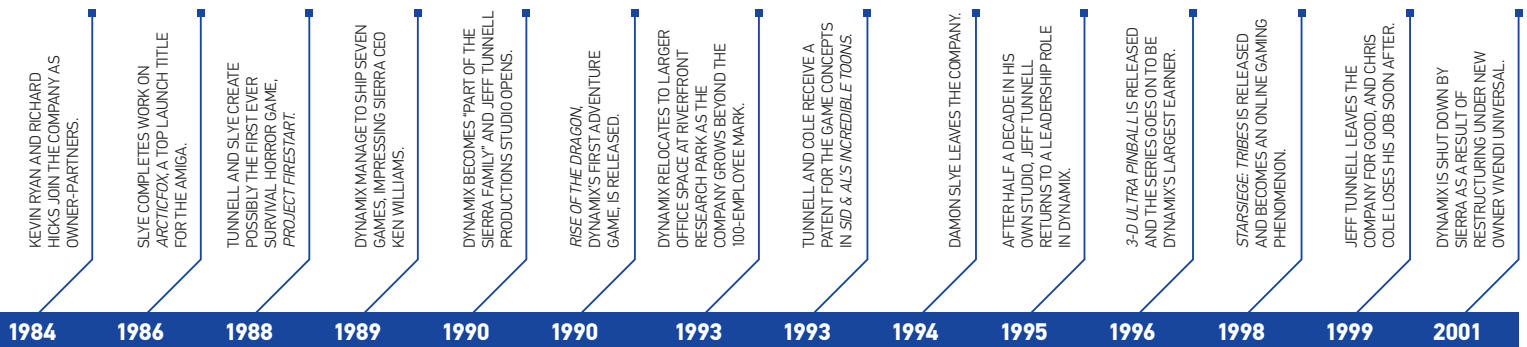 KEVIN RYAN AND RICHARD
HICKS JOIN THE COMPANY AS
OWNER-PARTNERS.
1984
SLYE COMPLETES WORK ON
ARCTICFOX, A TOP LAUNCH TITLE
FOR THE AMIGA.
1986
TUNNELL AND SLYE CREATE
POSSIBLY THE FIRST EVER
SURVIVAL HORROR GAME,
PROJECT FIRESTART.
1988
DYNAMIX MANAGE TO SHIP SEVEN
GAMES, IMPRESSING SIERRA CEO
KEN WILLIAMS.
1989
DYNAMIX BECOMES "PART OF THE
SIERRA FAMILY" AND JEFF TUNNELL
PRODUCTIONS STUDIO OPENS.
1990
RISE OF THE DRAGON,
DYNAMIX'S FIRST ADVENTURE
GAME, IS RELEASED.
1990
DYNAMIX RELOCATES TO LARGER
OFFICE SPACE AT RIVERFRONT
RESEARCH PARK AS THE
COMPANY GROWS BEYOND THE
100-EMPLOYEE MARK.
1993
TUNNELL AND COLE RECEIVE A
PATENT FOR THE GAME CONCEPTS
IN SID & AL'S INCREDIBLE TOONS.
1993
DAMON SLYE LEAVES THE COMPANY.
1994
AFTER HALF A DECADE IN HIS
OWN STUDIO, JEFF TUNNELL
RETURNS TO A LEADERSHIP ROLE
IN DYNAMIX.
1995
3-D ULTRA PINBALL IS RELEASED
AND THE SERIES GOES ON TO BE
DYNAMIX'S LARGEST EARNER.
1996
STARSIEGE: TRIBES IS RELEASED
AND BECOMES AN ONLINE GAMING
PHENOMENON.
1998
JEFF TUNNELL LEAVES THE
COMPANY FOR GOOD, AND CHRIS
COLE LOSES HIS JOB SOON AFTER.
1999
DYNAMIX IS SHUT DOWN BY
SIERRA AS A RESULT OF
RESTRUCTURING UNDER NEW
OWNER VIVENDI UNIVERSAL.
2001